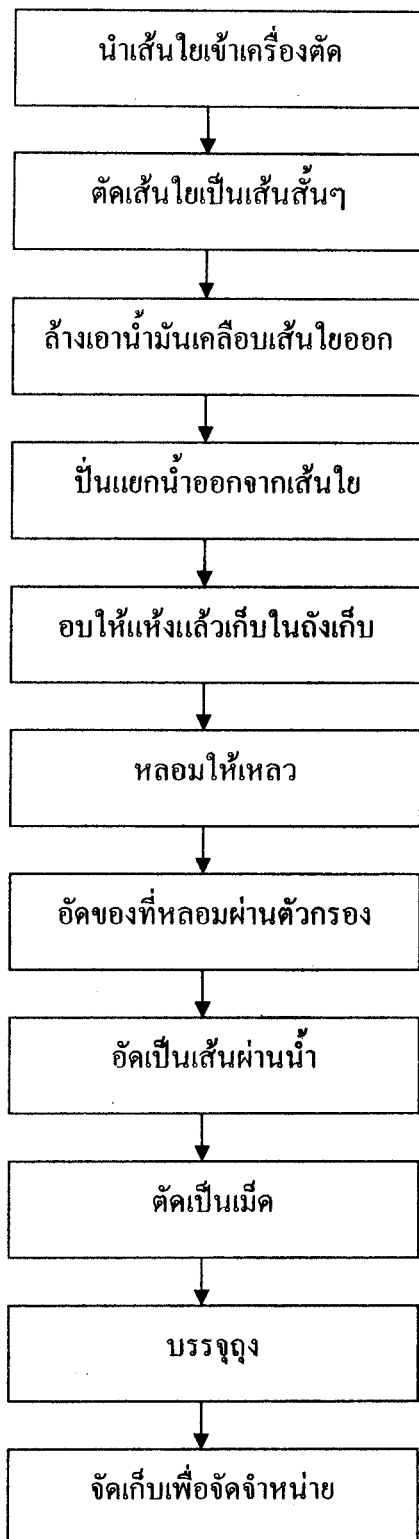 นำเส้นใยเข้าเครื่องตัด
ตัดเส้นใยเป็นเส้นสั้นๆ
ล้างเอาน้ำมันเคลือบเส้นใยออก
ปั่นแยกน้ำออกจากเส้นใย
อบให้แห้งแล้วเก็บในถังเก็บ
หลอมให้เหลว
อัดของที่หลอมผ่านตัวกรอง
อัดเป็นเส้นผ่านน้ำ
ตัดเป็นเม็ด
บรรจุถุง
จัดเก็บเพื่อจัดจำหน่าย